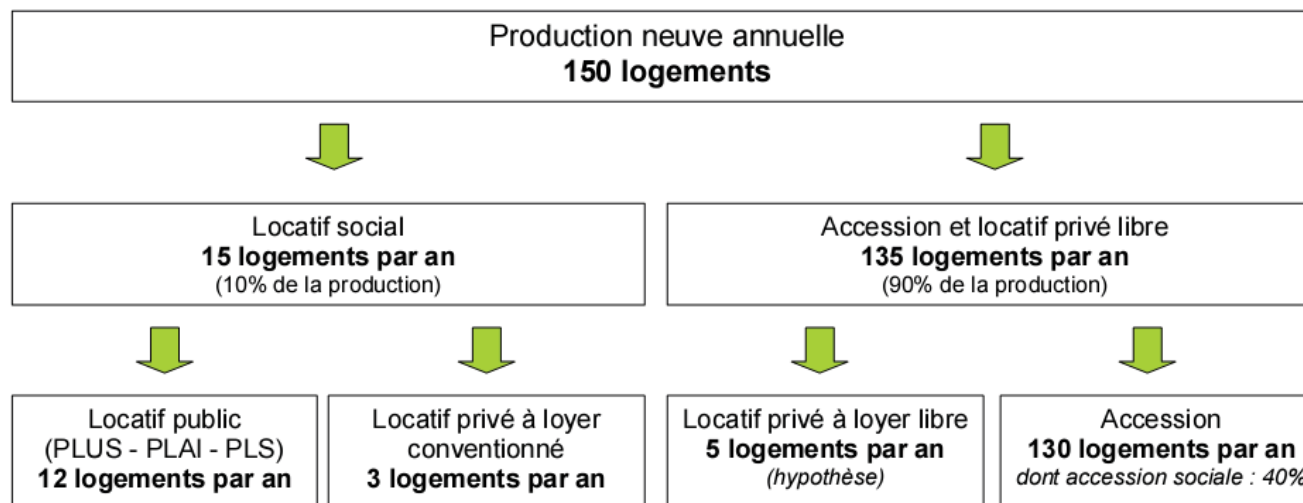 Production neuve annuelle
150 logements
Locatif social
15 logements par an
(10% de la production)
Accession et locatif privé libre
135 logements par an
(90% de la production)
Locatif public
(PLUS - PLAI - PLS)
12 logements par an
Locatif privé à loyer
conventionné
3 logements par an
Locatif privé à loyer libre
5 logements par an
(hypothèse)
Accession
130 logements par an
dont accession sociale : 40%